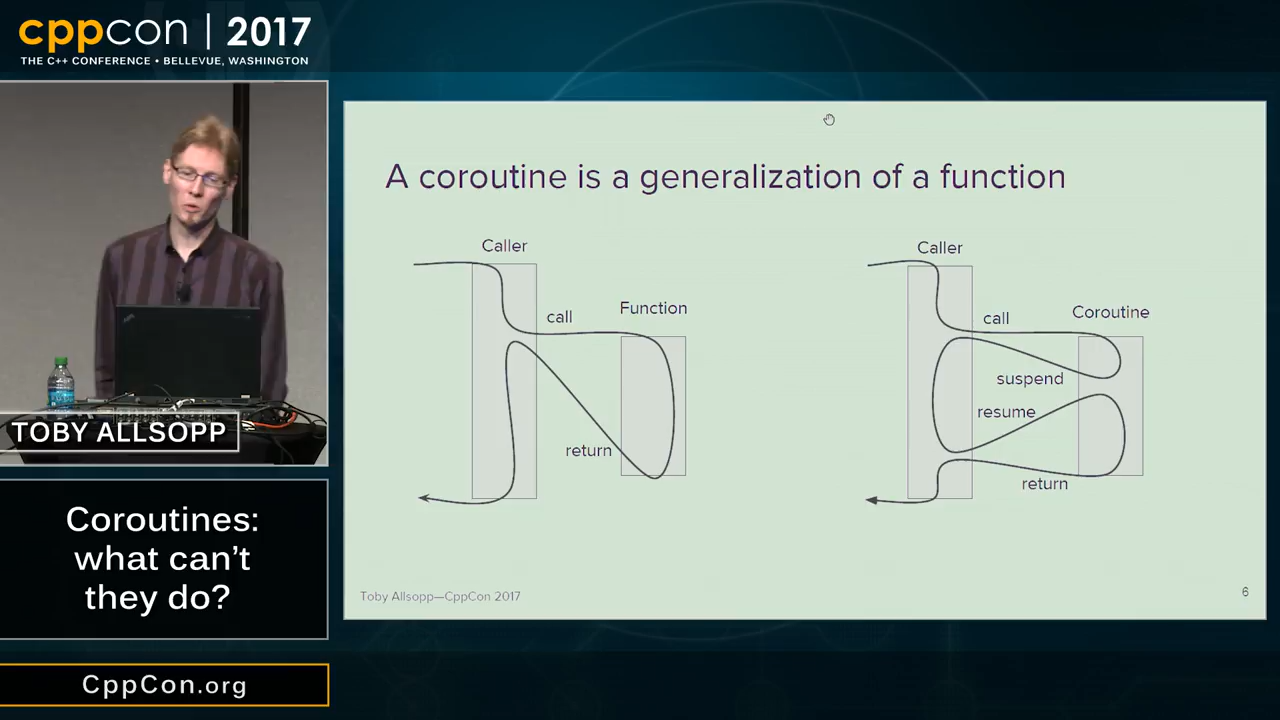 cppcon | 2017
THE C++ CONFERENCE • BELLEVUE, WASHINGTON
TOBY ALLSOPP
Coroutines:
what can't
they do?
CppCon.org
A coroutine is a generalization of a function
Caller
call
Function
return
Caller
call
Coroutine
suspend
resume
return
Toby Allsopp—CppCon 2017
6